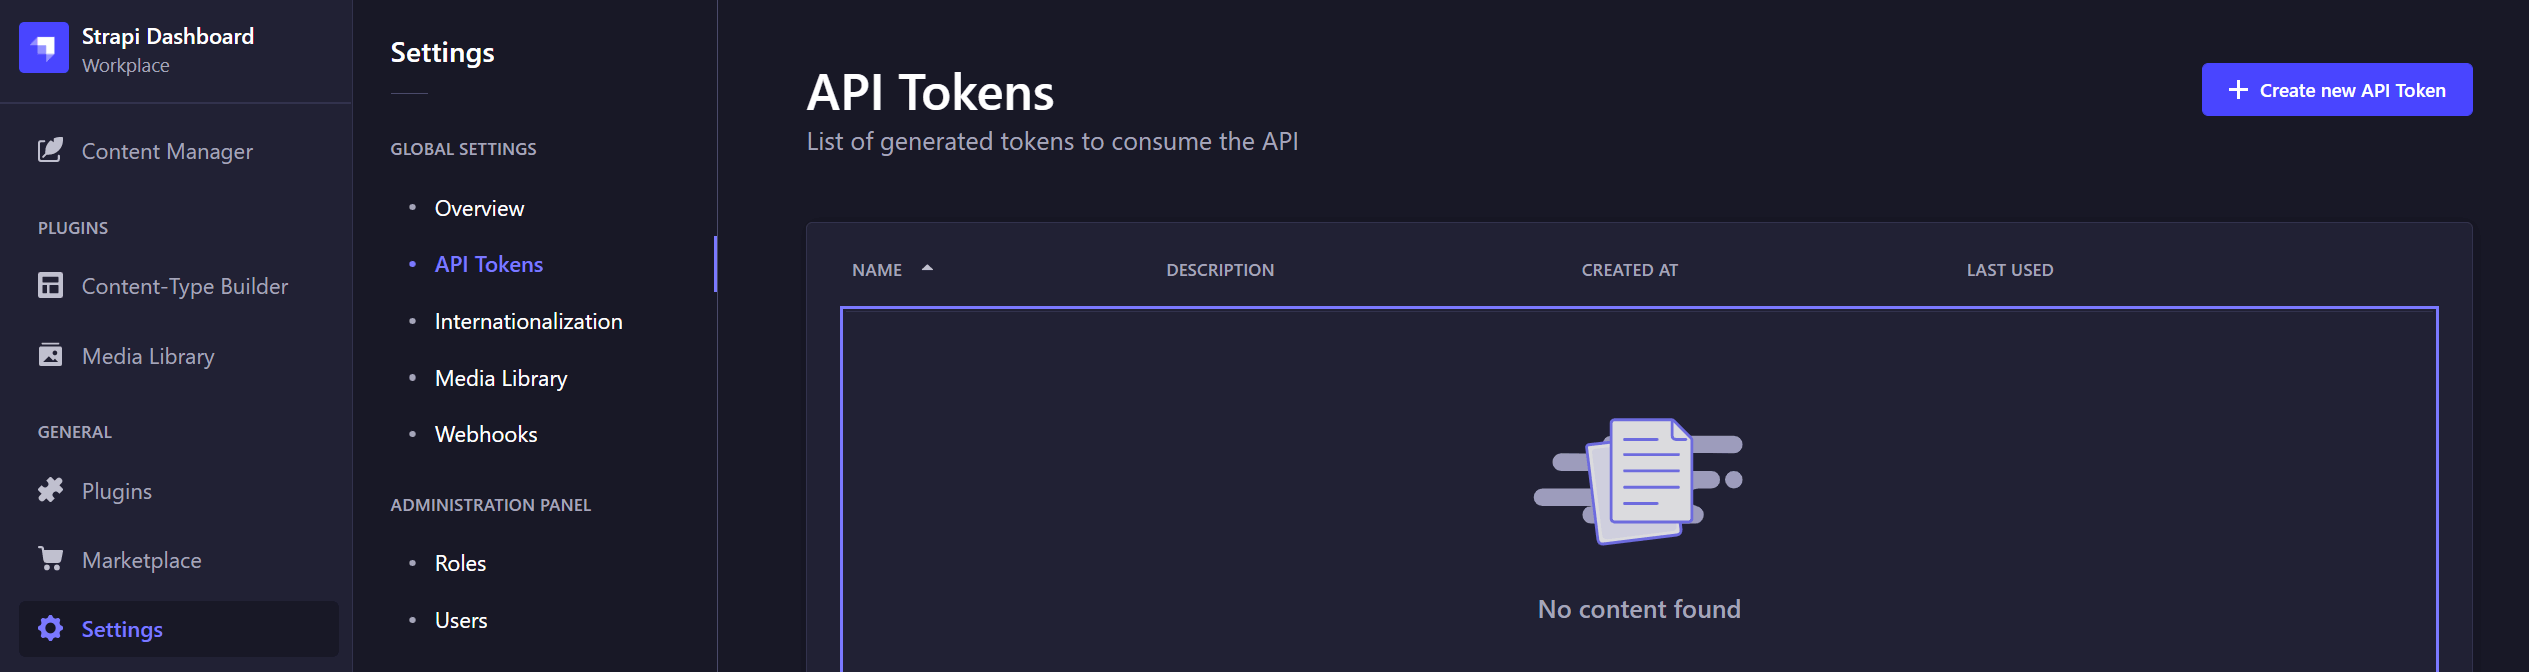 Strapi Dashboard
Workplace
Content Manager
PLUGINS
Content-Type Builder
Media Library
GENERAL
Plugins
Marketplace
Settings
Settings
GLOBAL SETTINGS
Overview
API Tokens
Internationalization
Media Library
Webhooks
ADMINISTRATION PANEL
Roles
Users
API Tokens
List of generated tokens to consume the API
Create new API Token
NAME DESCRIPTION CREATED AT LAST USED
No content found